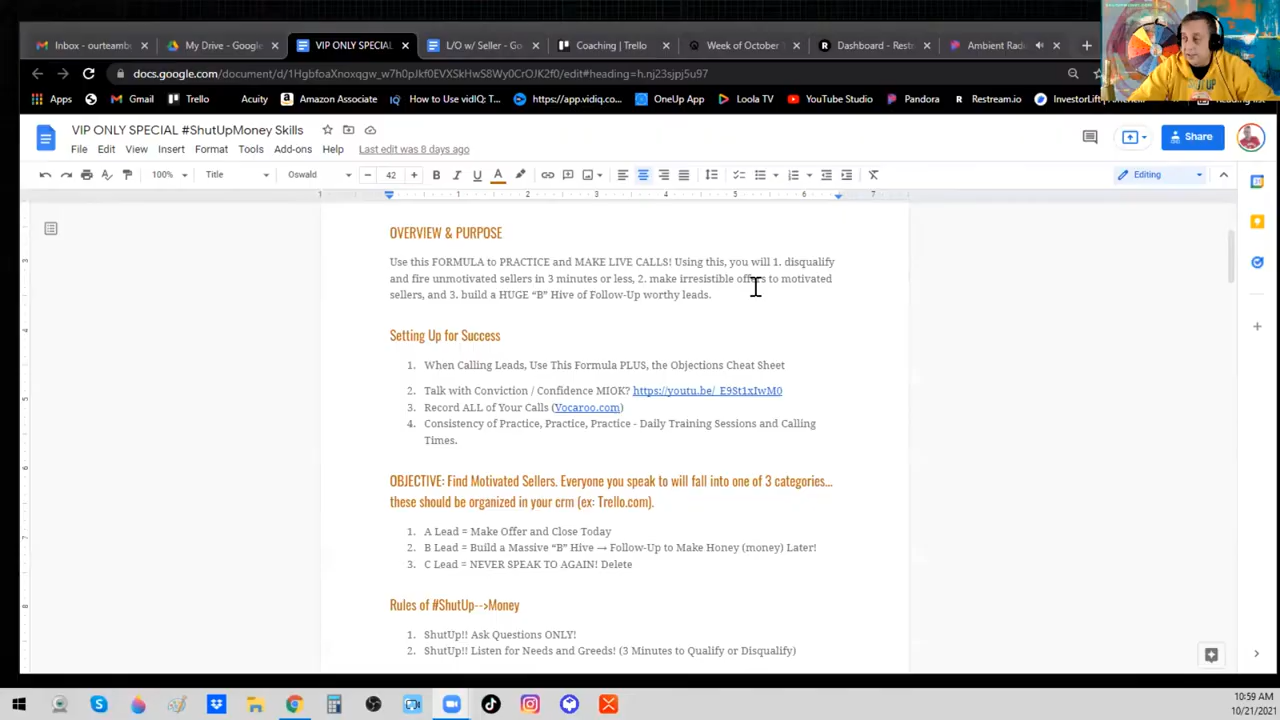 Inbox - ourteamb
My Drive - Google
VIP ONLY SPECIAL
L/O w/ Seller - Go
Coaching | Trello
Week of October
Dashboard - Rest
Ambient Radi
docs.google.com/document/d/1HgbfoaXnoxqgw_w7h0pJkf0EVXSkHwS8Wy0CrOJK2f0/edit#heading=h.nj23sjpj5u97
Apps
Gmail
Trello
Acuity
Amazon Associate
How to Use vidIQ: T...
https://app.vidiq.c...
OneUp App
Loola TV
YouTube Studio
Pandora
Restream.io
VIP ONLY SPECIAL #ShutUpMoney Skills
Share
File Edit View Insert Format Tools Add-ons Help Last edit was 8 days ago
100% Title Oswald 42 Editing
OVERVIEW & PURPOSE
Use this FORMULA to PRACTICE and MAKE LIVE CALLS! Using this, you will 1. disqualify
and fire unmotivated sellers in 3 minutes or less, 2. make irresistible offers to motivated
sellers, and 3. build a HUGE “B” Hive of Follow-Up worthy leads.
Setting Up for Success
1. When Calling Leads, Use This Formula PLUS, the Objections Cheat Sheet
2. Talk with Conviction / Confidence MIOK? https://youtu.be/_E9St1xIwM0
3. Record ALL of Your Calls (Vocaroo.com)
4. Consistency of Practice, Practice, Practice - Daily Training Sessions and Calling
Times.
OBJECTIVE: Find Motivated Sellers. Everyone you speak to will fall into one of 3 categories...
these should be organized in your crm (ex: Trello.com).
1. A Lead = Make Offer and Close Today
2. B Lead = Build a Massive “B” Hive → Follow-Up to Make Honey (money) Later!
3. C Lead = NEVER SPEAK TO AGAIN! Delete
Rules of #ShutUp-->Money
1. ShutUp!! Ask Questions ONLY!
2. ShutUp!! Listen for Needs and Greeds! (3 Minutes to Qualify or Disqualify)
10:59 AM
10/21/2021